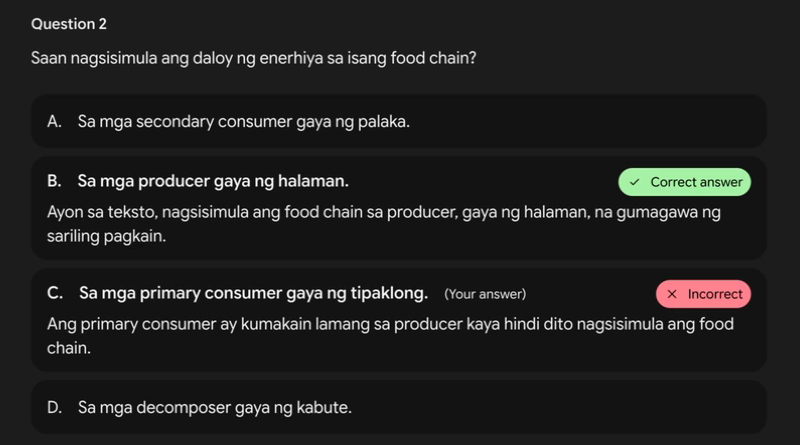 Question 2
Saan nagsisimula ang daloy ng enerhiya sa isang food chain?
A. Sa mga secondary consumer gaya ng palaka.
B. Sa mga producer gaya ng halaman.
Correct answer
Ayon sa teksto, nagsisimula ang food chain sa producer, gaya ng halaman, na gumagawa ng
sariling pagkain.
C. Sa mga primary consumer gaya ng tipaklong. (Your answer)
Incorrect
Ang primary consumer ay kumakain lamang sa producer kaya hindi dito nagsisimula ang food
chain.
D. Sa mga decomposer gaya ng kabute.